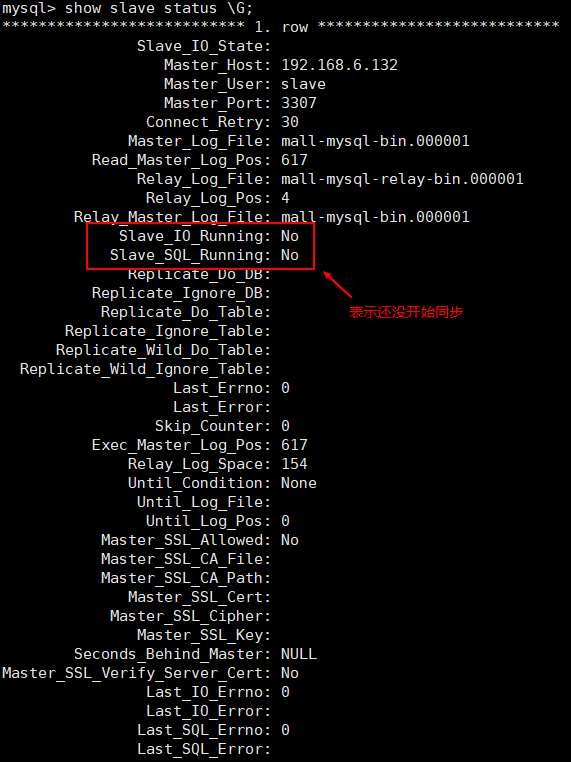 mysql> show slave status \G;
*************************** 1. row ***************************
Slave_IO_State:
Master_Host: 192.168.6.132
Master_User: slave
Master_Port: 3307
Connect_Retry: 30
Master_Log_File: mall-mysql-bin.000001
Read_Master_Log_Pos: 617
Relay_Log_File: mall-mysql-relay-bin.000001
Relay_Log_Pos: 4
Relay_Master_Log_File: mall-mysql-bin.000001
Slave_IO_Running: No
Slave_SQL_Running: No
Replicate_Do_DB:
Replicate_Ignore_DB:
Replicate_Do_Table:
表示还没开始同步
Replicate_Ignore_Table:
Replicate_Wild_Do_Table:
Replicate_Wild_Ignore_Table:
Last_Errno: 0
Last_Error:
Skip_Counter: 0
Exec_Master_Log_Pos: 617
Relay_Log_Space: 154
Until_Condition: None
Until_Log_File:
Until_Log_Pos: 0
Master_SSL_Allowed: No
Master_SSL_CA_File:
Master_SSL_CA_Path:
Master_SSL_Cert:
Master_SSL_Cipher:
Master_SSL_Key:
Seconds_Behind_Master: NULL
Master_SSL_Verify_Server_Cert: No
Last_IO_Errno: 0
Last_IO_Error:
Last_SQL_Errno: 0
Last_SQL_Error: